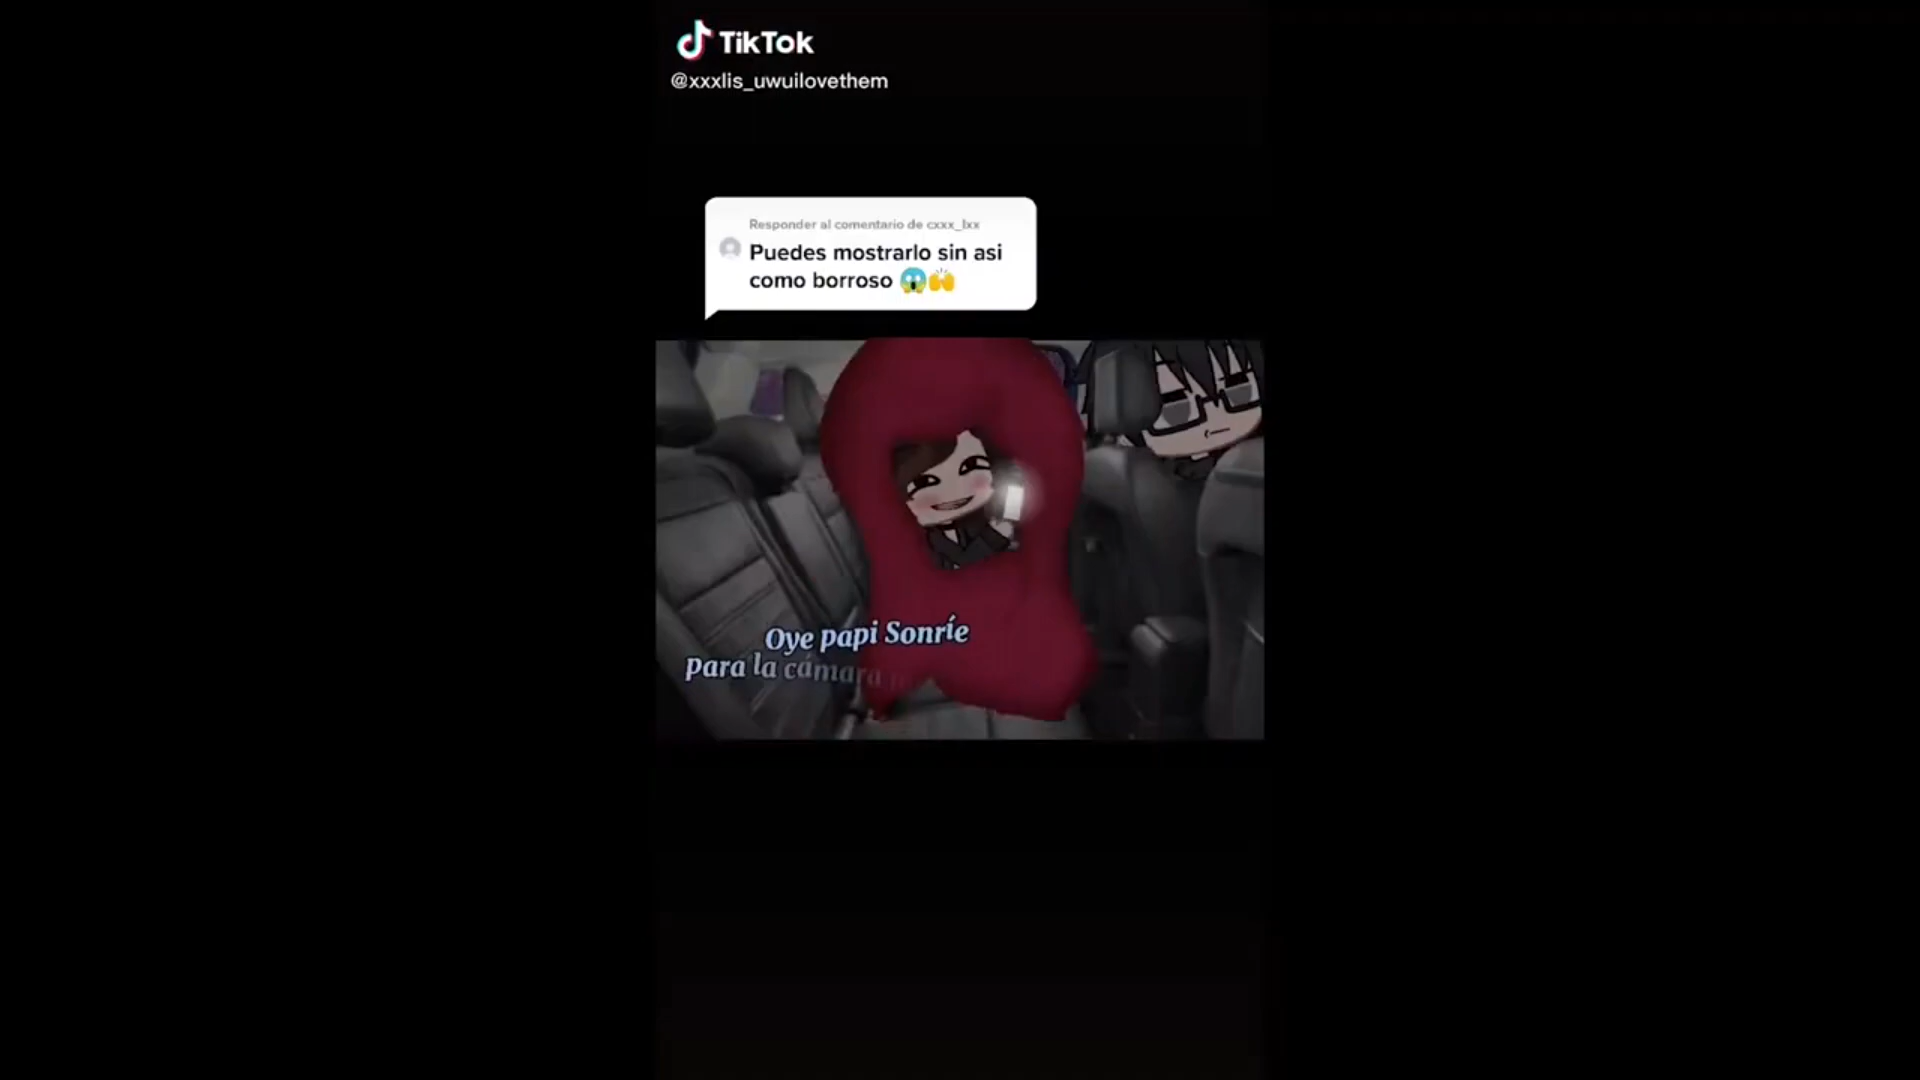 TikTok
@xxxlis_uwuilovethem
Responder al comentario de cxxx_lxx
Puedes mostrarlo sin asi
como borroso 😱🙌
Oye papi Sonríe
para la cámara